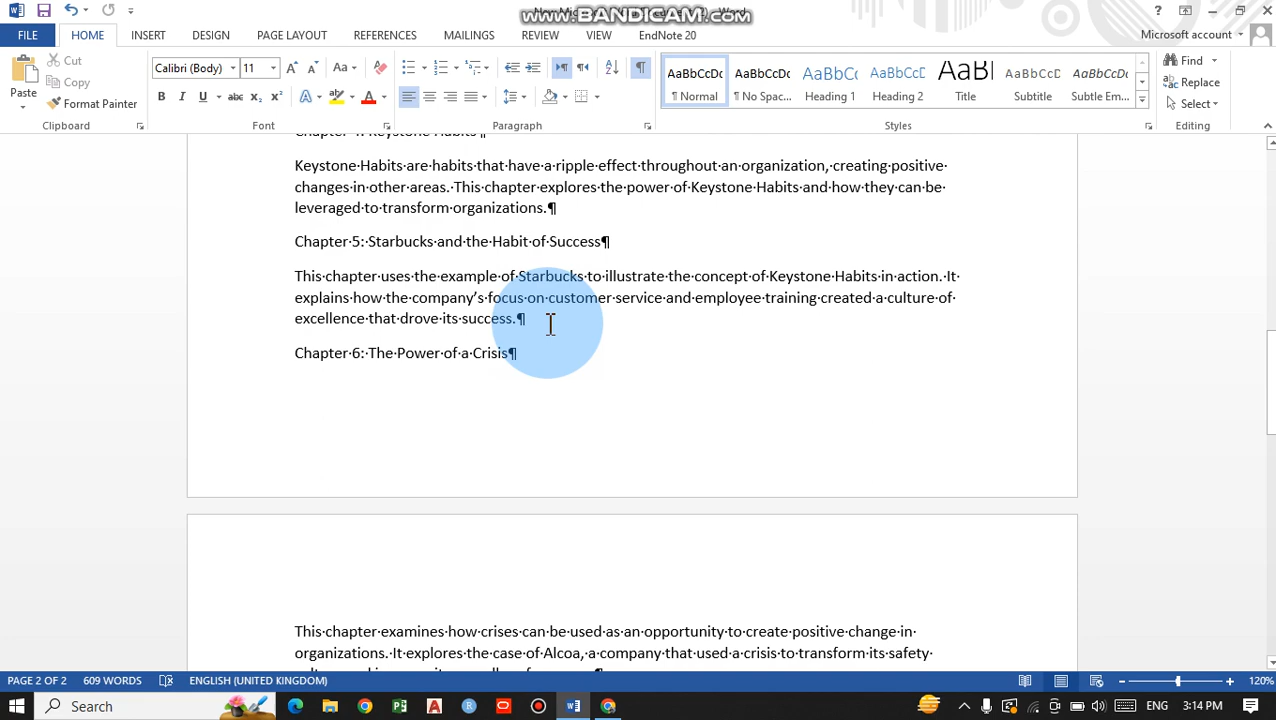 www.BANDICAM.com
FILE HOME INSERT DESIGN PAGE LAYOUT REFERENCES MAILINGS REVIEW VIEW EndNote 20 Microsoft account
Paste Cut Copy Format Painter
Calibri (Body) 11
AaBbCcDc AaBbCcDc AaBbCc AaBbCcC AaBl AaBbCcC AaBbCcDc
¶ Normal ¶ No Spac... Heading 1 Heading 2 Title Subtitle Subtle Em...
Find Replace Select
Clipboard Font Paragraph Styles Editing
Keystone·Habits·are·habits·that·have·a·ripple·effect·throughout·an·organization,·creating·positive·
changes·in·other·areas.·This·chapter·explores·the·power·of·Keystone·Habits·and·how·they·can·be·
leveraged·to·transform·organizations.¶
Chapter·5:·Starbucks·and·the·Habit·of·Success¶
This·chapter·uses·the·example·of·Starbucks·to·illustrate·the·concept·of·Keystone·Habits·in·action.·It·
explains·how·the·company’s·focus·on·customer·service·and·employee·training·created·a·culture·of·
excellence·that·drove·its·success.¶
Chapter·6:·The·Power·of·a·Crisis¶
This·chapter·examines·how·crises·can·be·used·as·an·opportunity·to·create·positive·change·in·
organizations.·It·explores·the·case·of·Alcoa,·a·company·that·used·a·crisis·to·transform·its·safety·
PAGE 2 OF 2 609 WORDS ENGLISH (UNITED KINGDOM) 120%
Search ENG 3:14 PM